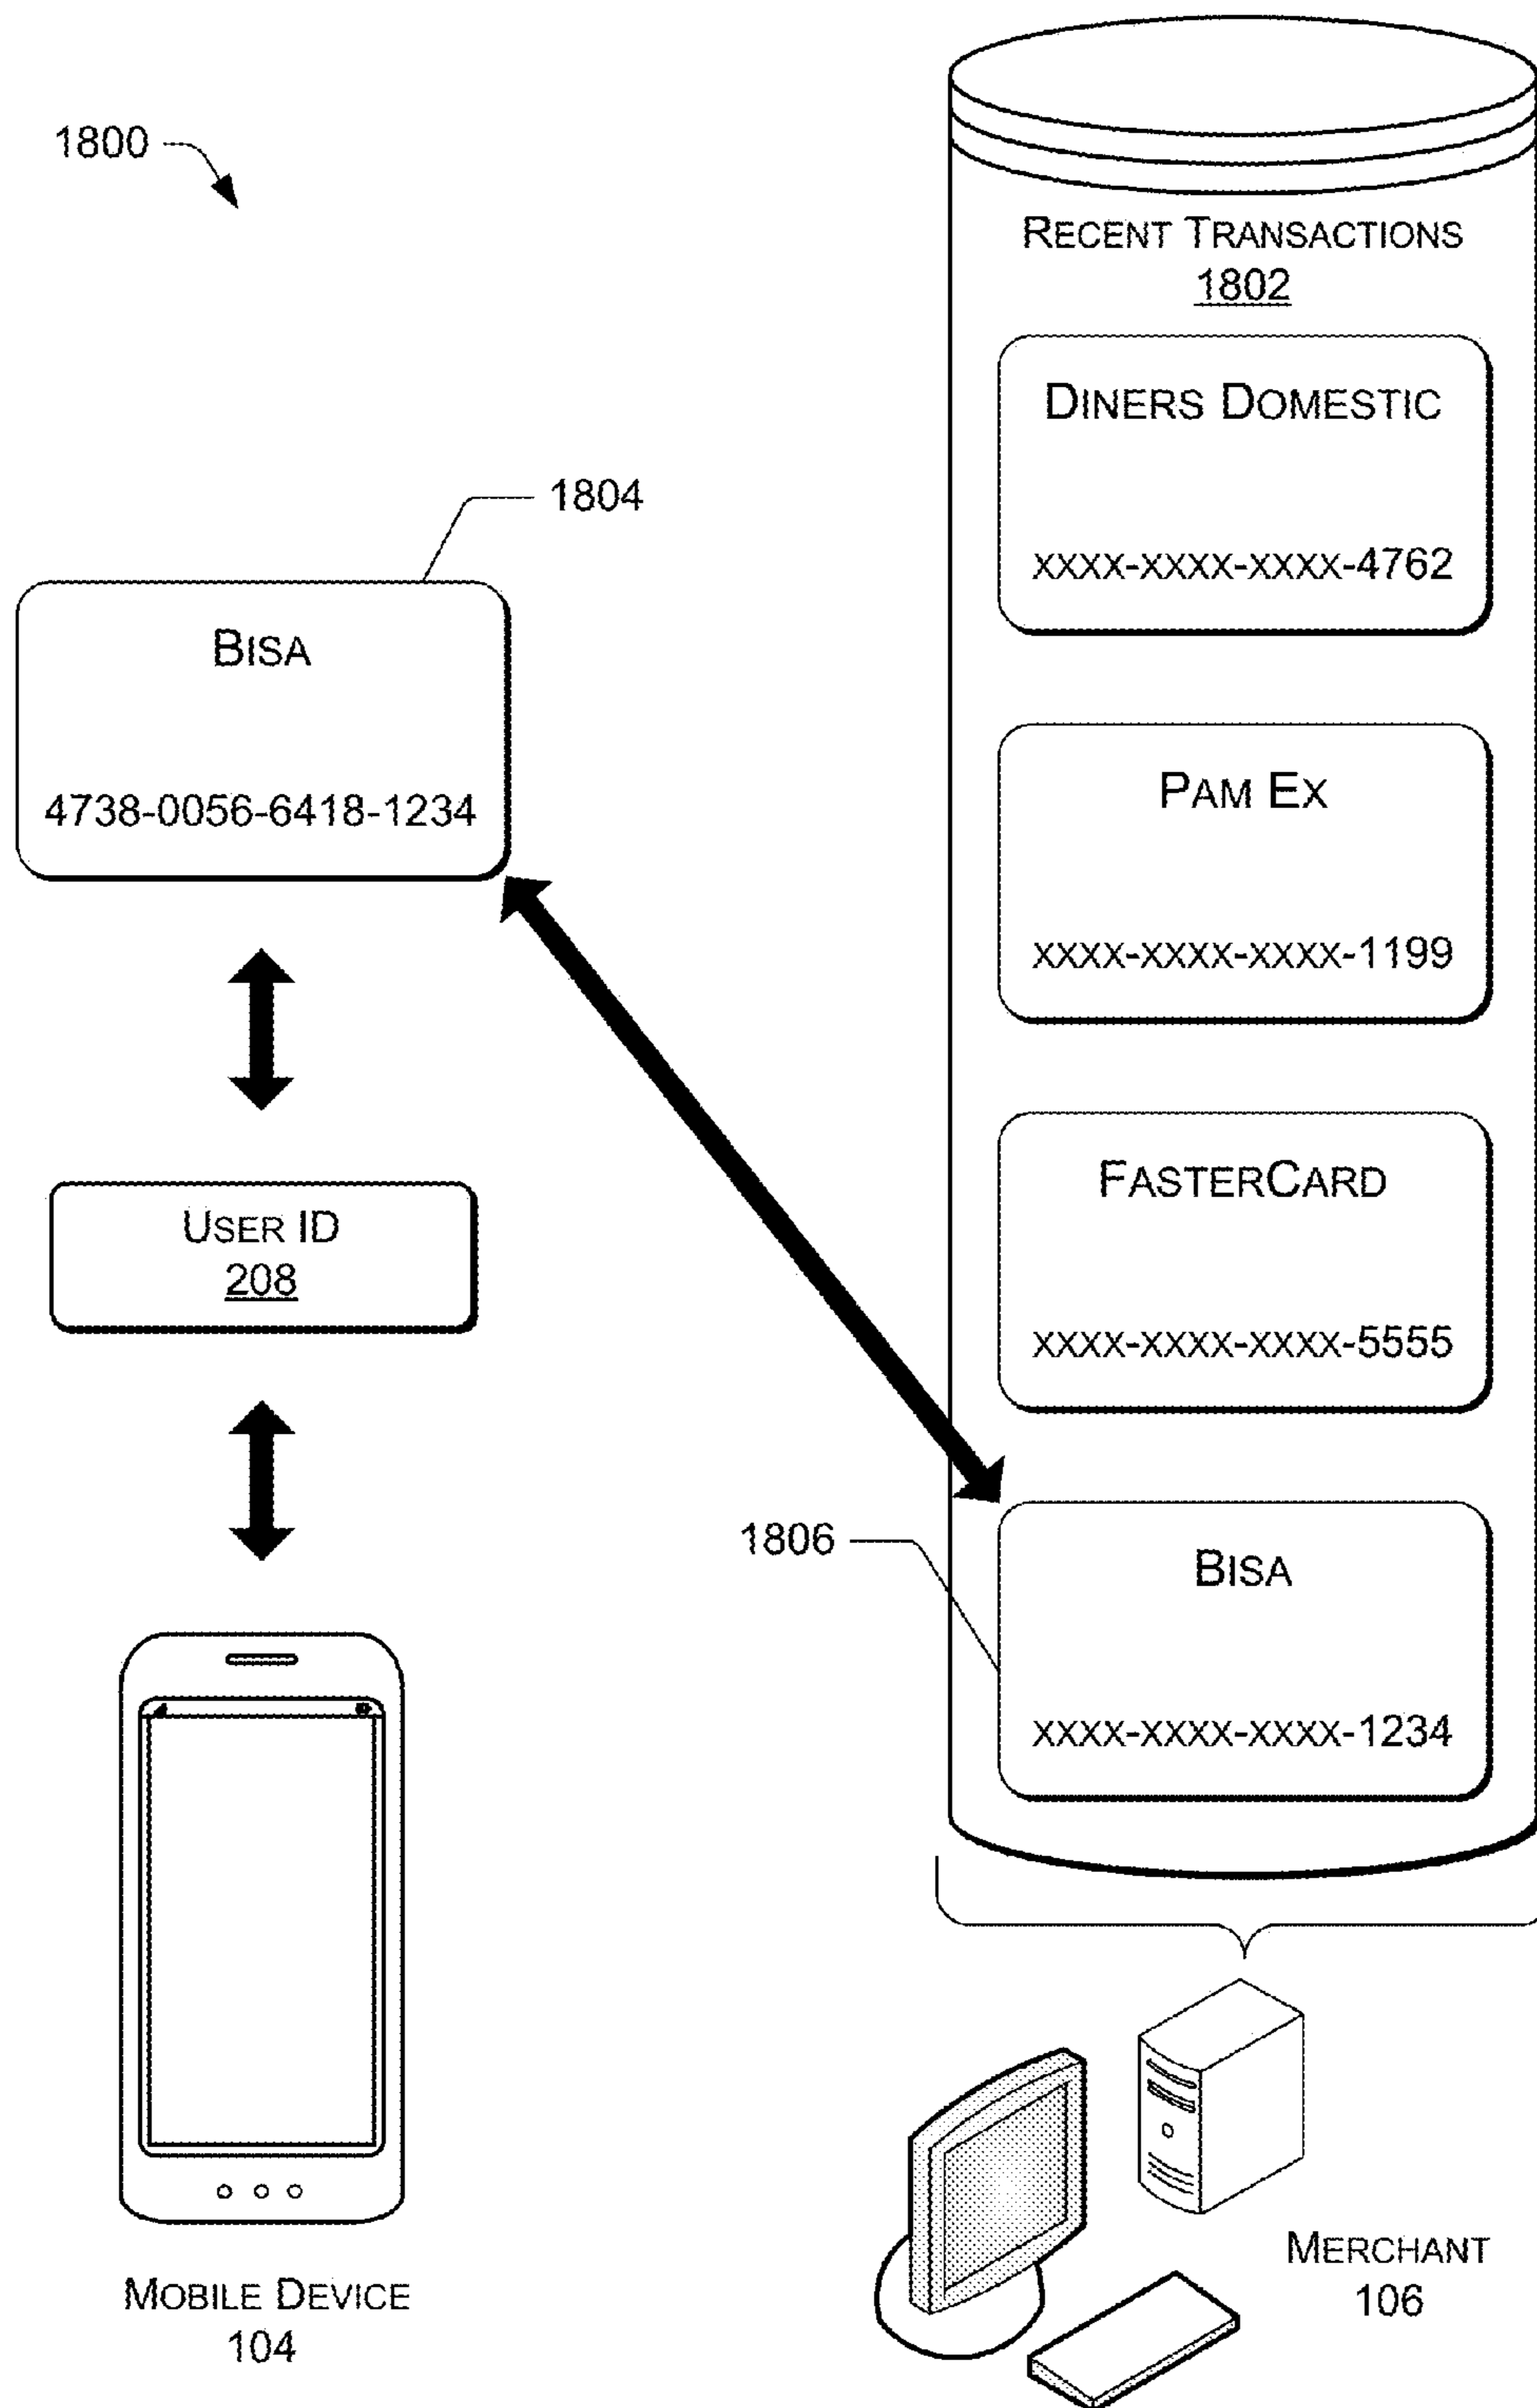 1800
RECENT TRANSACTIONS
1802
DINERS DOMESTIC
xxxx-xxxx-xxxx-4762
1804
BISA
4738-0056-6418-1234
PAM EX
xxxx-xxxx-xxxx-1199
FASTERCARD
xxxx-xxxx-xxxx-5555
USER ID
208
1806
BISA
xxxx-xxxx-xxxx-1234
MOBILE DEVICE
104
MERCHANT
106